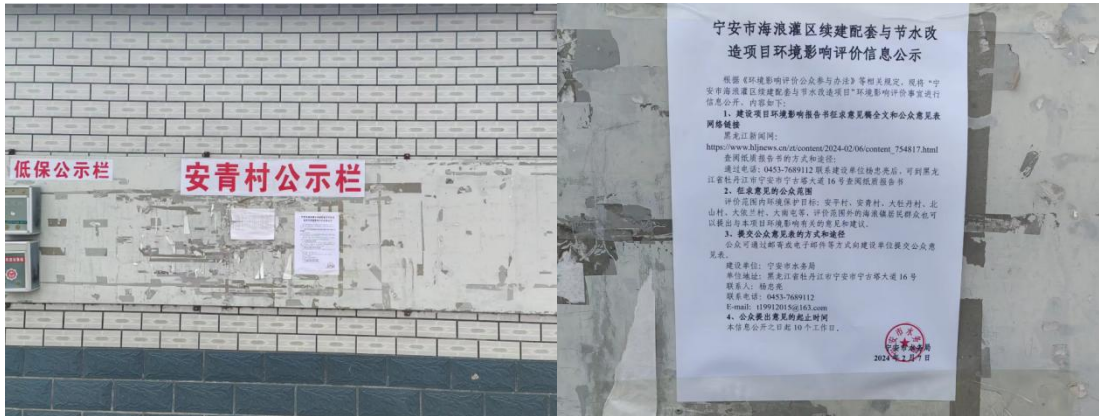 低保公示栏
安青村公示栏
宁安市海浪灌区续建配套与节水改
造项目环境影响评价信息公示
根据《环境影响评价公众参与办法》等相关规定，现将“宁
安市海浪灌区续建配套与节水改造项目”环境影响评价事宜进行
信息公开，内容如下：
1、建设项目环境影响报告书征求意见稿全文和公众意见表
网络链接
黑龙江新闻网：
https://www.hljnews.cn/zt/content/2024-02/06/content_754817.html
查阅纸质报告书的方式和途径：
通过电话：0453-7689112 联系建设单位杨忠亮后，可到黑龙
江省牡丹江市宁安市宁古塔大道 16 号查阅纸质报告书
2、征求意见的公众范围
评价范围内环境保护目标：安平村、安青村、大牡丹村、北
山村、大依兰村、大南屯等，评价范围外的海浪镇居民群众也可
以提出与本项目环境影响有关的意见和建议。
3、提交公众意见表的方式和途径
公众可通过邮寄或电子邮件等方式向建设单位提交公众意
见表。
建设单位：宁安市水务局
单位地址：黑龙江省牡丹江市宁安市宁古塔大道 16 号
联系人：杨忠亮
联系电话：0453-7689112
E-mail：t19912015@163.com
4、公众提出意见的起止时间
本信息公开之日起 10 个工作日。
宁安市水务局
2024 年 2 月 7 日